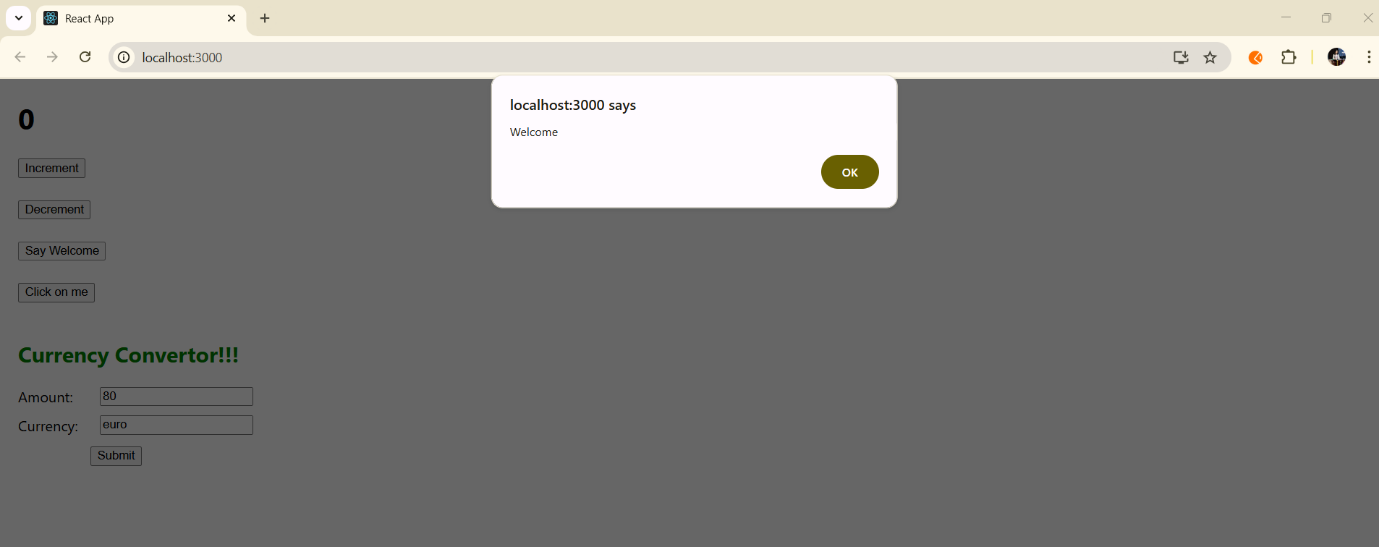 React App
localhost:3000
localhost:3000 says
Welcome
OK
0
Increment
Decrement
Say Welcome
Click on me
Currency Convertor!!!
Amount: 80
Currency: euro
Submit